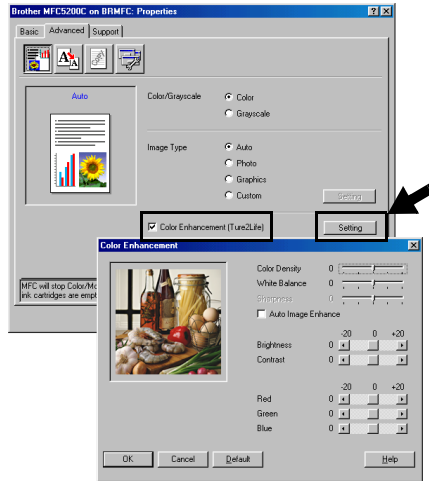 Brother MFC5200C on BRMFC: Properties
Basic Advanced Support
Auto
Color/Grayscale
Color
Grayscale
Image Type
Auto
Photo
Graphics
Custom
Setting
Color Enhancement (Ture2Life)
Setting
MFC will stop Color/Mo
ink cartridges are empt
Color Enhancement
Color Density 0
White Balance 0
Sharpness 0
Auto Image Enhance
-20 0 +20
Brightness 0
Contrast 0
-20 0 +20
Red 0
Green 0
Blue 0
OK Cancel Default Help